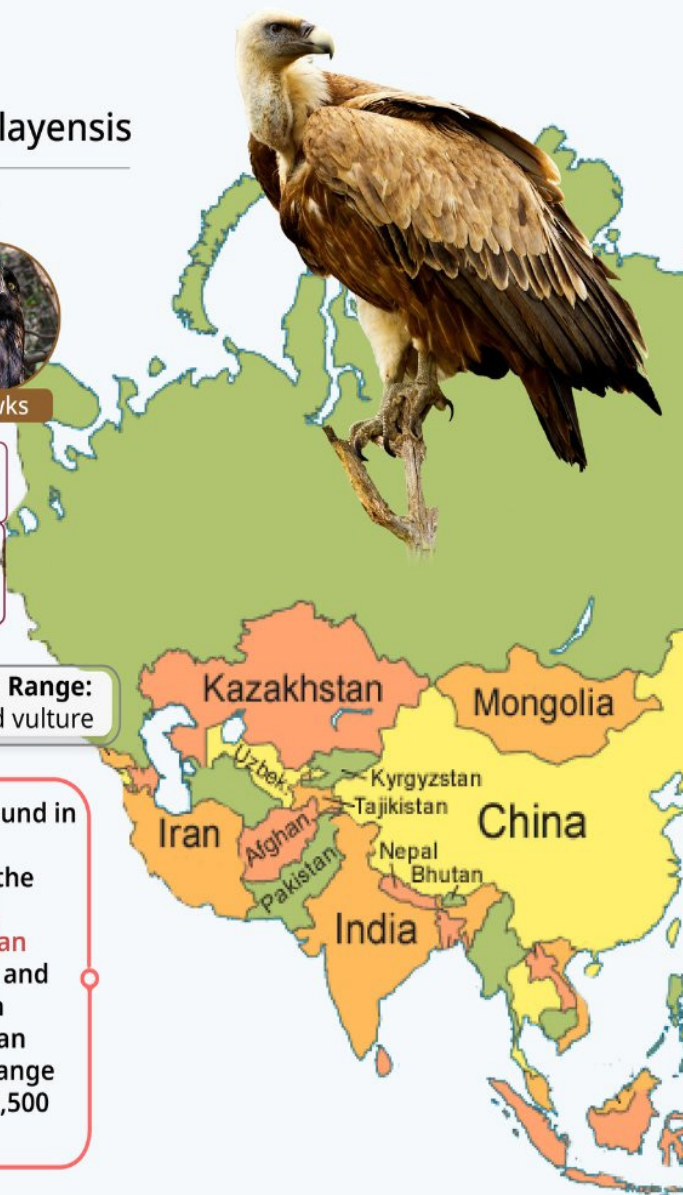 layensis
wks
Range:
d vulture
und in
the
an
and
n
an
ange
,500
Kazakhstan
Mongolia
Uzbek.
Kyrgyzstan
Tajikistan
China
Iran
Afghan.
Pakistan
Nepal
Bhutan
India